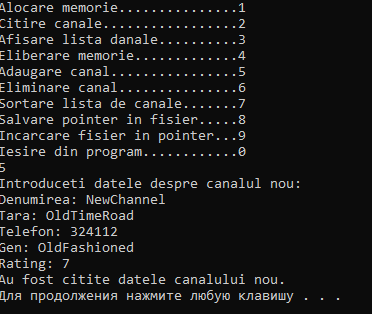 Alocare memorie...............1
Citire canale.................2
Afisare lista danale..........3
Eliberare memorie.............4
Adaugare canal................5
Eliminare canal...............6
Sortare lista de canale.......7
Salvare pointer in fisier.....8
Incarcare fisier in pointer...9
Iesire din program............0
5
Introduceti datele despre canalul nou:
Denumirea: NewChannel
Tara: OldTimeRoad
Telefon: 324112
Gen: OldFashioned
Rating: 7
Au fost citite datele canalului nou.
Для продолжения нажмите любую клавишу . . .